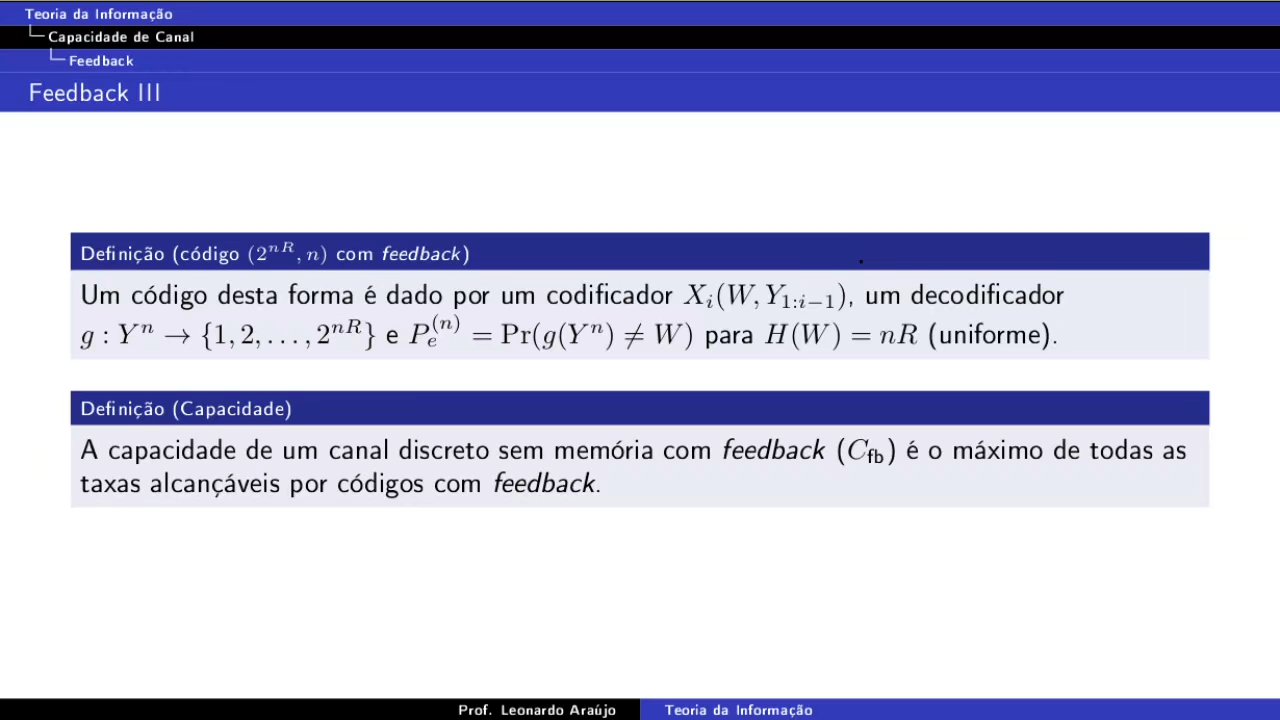 Teoria da Informação
Capacidade de Canal
Feedback
Feedback III
Definição (código (2^{nR}, n) com feedback)
Um código desta forma é dado por um codificador X_i(W, Y_{1:i−1}), um decodificador
g : Y^n → {1, 2, . . . , 2^{nR}} e P_e^{(n)} = Pr(g(Y^n) ≠ W) para H(W) = nR (uniforme).
Definição (Capacidade)
A capacidade de um canal discreto sem memória com feedback (C_{fb}) é o máximo de todas as
taxas alcançáveis por códigos com feedback.
Prof. Leonardo Araújo Teoria da Informação